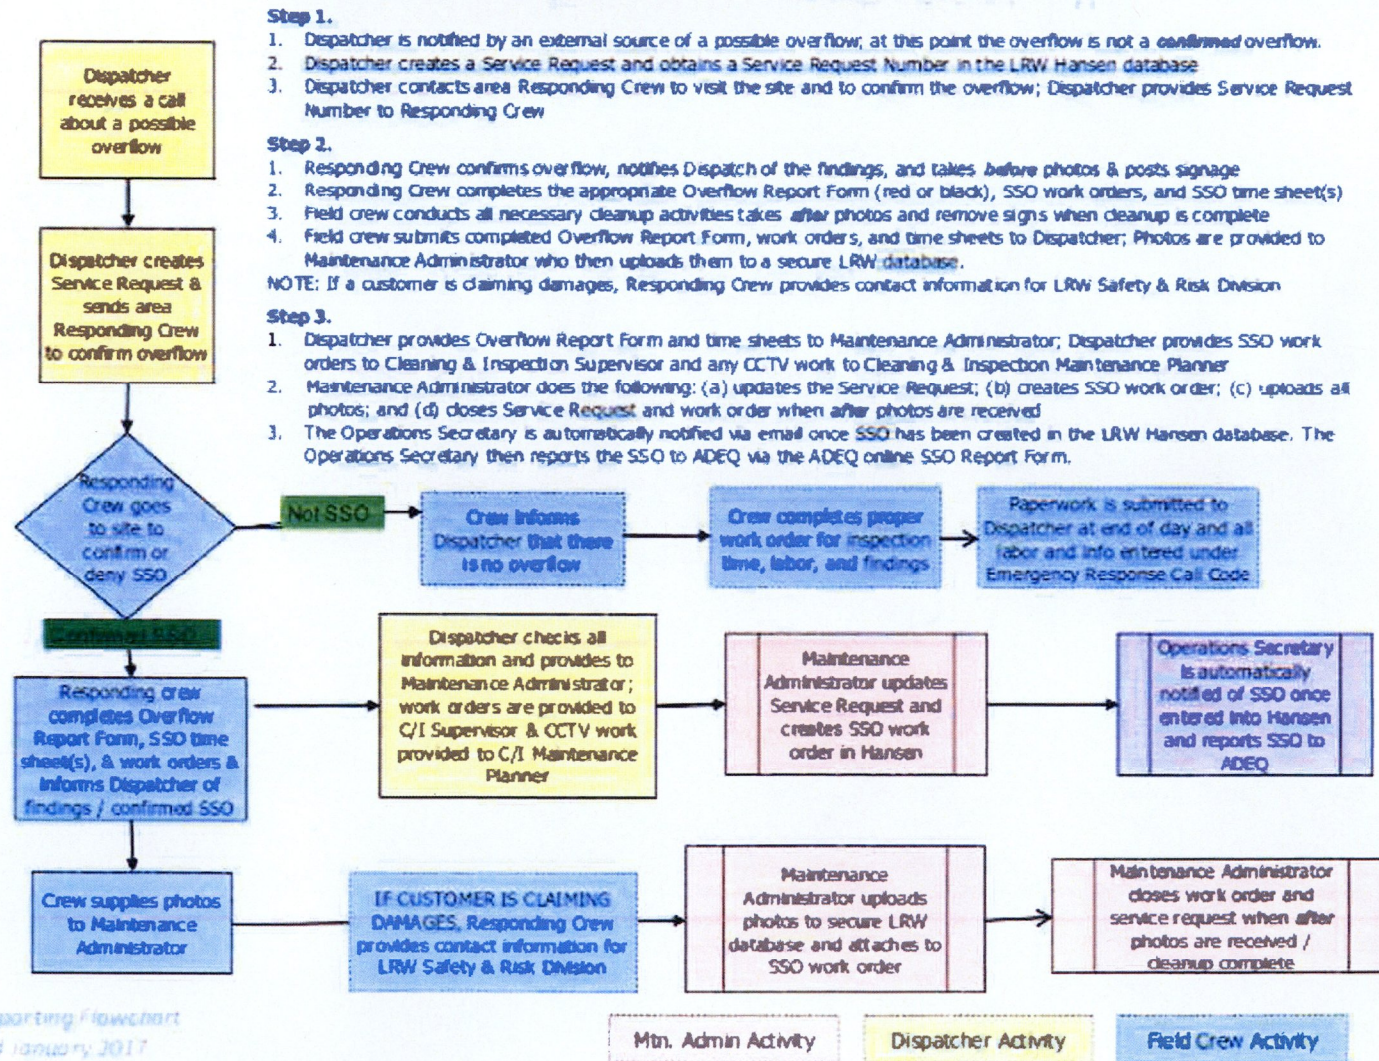 Step 1.
1. Dispatcher is notified by an external source of a possible overflow; at this point the overflow is not a confirmed overflow.
2. Dispatcher creates a Service Request and obtains a Service Request Number in the LRW Hansen database
3. Dispatcher contacts area Responding Crew to visit the site and to confirm the overflow; Dispatcher provides Service Request
Number to Responding Crew
Step 2.
1. Responding Crew confirms overflow, notifies Dispatch of the findings, and takes before photos & posts signage
2. Responding Crew completes the appropriate Overflow Report Form (red or black), SSO work orders, and SSO time sheet(s)
3. Field crew conducts all necessary cleanup activities takes after photos and remove signs when cleanup is complete
4. Field crew submits completed Overflow Report Form, work orders, and time sheets to Dispatcher; Photos are provided to
Maintenance Administrator who then uploads them to a secure LRW database.
NOTE: If a customer is claiming damages, Responding Crew provides contact information for LRW Safety & Risk Division
Step 3.
1. Dispatcher provides Overflow Report Form and time sheets to Maintenance Administrator; Dispatcher provides SSO work
orders to Cleaning & Inspection Supervisor and any CCTV work to Cleaning & Inspection Maintenance Planner
2. Maintenance Administrator does the following: (a) updates the Service Request; (b) creates SSO work order; (c) uploads all
photos; and (d) closes Service Request and work order when after photos are received
3. The Operations Secretary is automatically notified via email once SSO has been created in the LRW Hansen database. The
Operations Secretary then reports the SSO to ADEQ via the ADEQ online SSO Report Form.
Dispatcher
receives a call
about a possible
overflow
Dispatcher creates
Service Request &
sends area
Responding Crew
to confirm overflow
Responding
Crew goes
to site to
confirm or
deny SSO
Not SSO
Crew informs
Dispatcher that there
is no overflow
Crew completes proper
work order for inspection
time, labor, and findings
Paperwork is submitted to
Dispatcher at end of day and all
labor and info entered under
Emergency Response Call Code
Confirmed SSO
Responding crew
completes Overflow
Report Form, SSO time
sheet(s), & work orders &
informs Dispatcher of
findings / confirmed SSO
Dispatcher checks all
information and provides to
Maintenance Administrator;
work orders are provided to
C/I Supervisor & CCTV work
provided to C/I Maintenance
Planner
Maintenance
Administrator updates
Service Request and
creates SSO work
order in Hansen
Operations Secretary
is automatically
notified of SSO once
entered into Hansen
and reports SSO to
ADEQ
Crew supplies photos
to Maintenance
Administrator
IF CUSTOMER IS CLAIMING
DAMAGES, Responding Crew
provides contact information for
LRW Safety & Risk Division
Maintenance
Administrator uploads
photos to secure LRW
database and attaches to
SSO work order
Maintenance Administrator
closes work order and
service request when after
photos are received /
cleanup complete
porting Flowchart
January 2017
Mtn. Admin Activity
Dispatcher Activity
Field Crew Activity